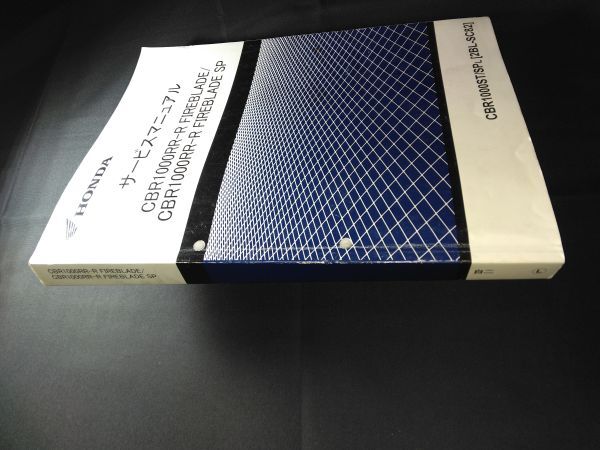 HONDA
サービスマニュアル
CBR1000RR-R FIREBLADE/
CBR1000RR-R FIREBLADE SP
CBR1000ST/SPL [2BL-SC82]
CBR1000RR-R FIREBLADE/
CBR1000RR-R FIREBLADE SP
L